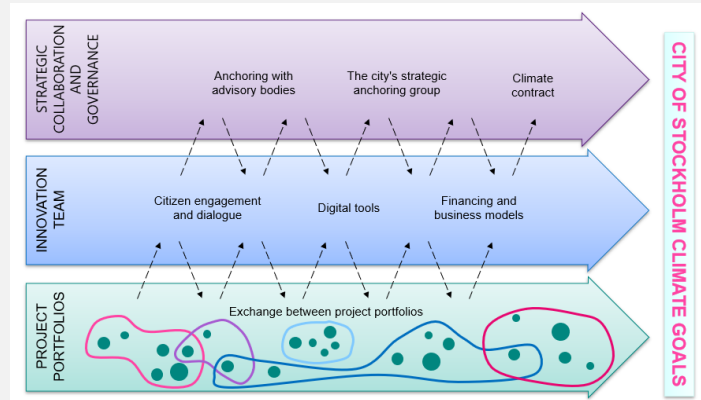 STRATEGIC
COLLABORATION
AND
GOVERNANCE
Anchoring with
advisory bodies
The city's strategic
anchoring group
Climate
contract
INNOVATION
TEAM
Citizen engagement
and dialogue
Digital tools
Financing and
business models
PROJECT
PORTFOLIOS
Exchange between project portfolios
CITY OF STOCKHOLM CLIMATE GOALS